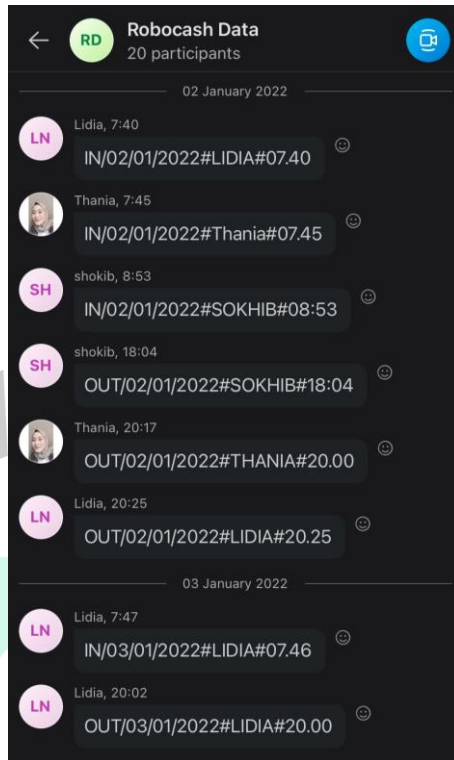 RD
Robocash Data
20 participants
02 January 2022
Lidia, 7:40
LN
IN/02/01/2022#LIDIA#07.40
Thania, 7:45
IN/02/01/2022#Thania#07.45
shokib, 8:53
SH
IN/02/01/2022#SOKHIB#08:53
shokib, 18:04
SH
OUT/02/01/2022#SOKHIB#18:04
Thania, 20:17
OUT/02/01/2022#THANIA#20.00
Lidia, 20:25
LN
OUT/02/01/2022#LIDIA#20.25
03 January 2022
Lidia, 7:47
LN
IN/03/01/2022#LIDIA#07.46
Lidia, 20:02
LN
OUT/03/01/2022#LIDIA#20.00